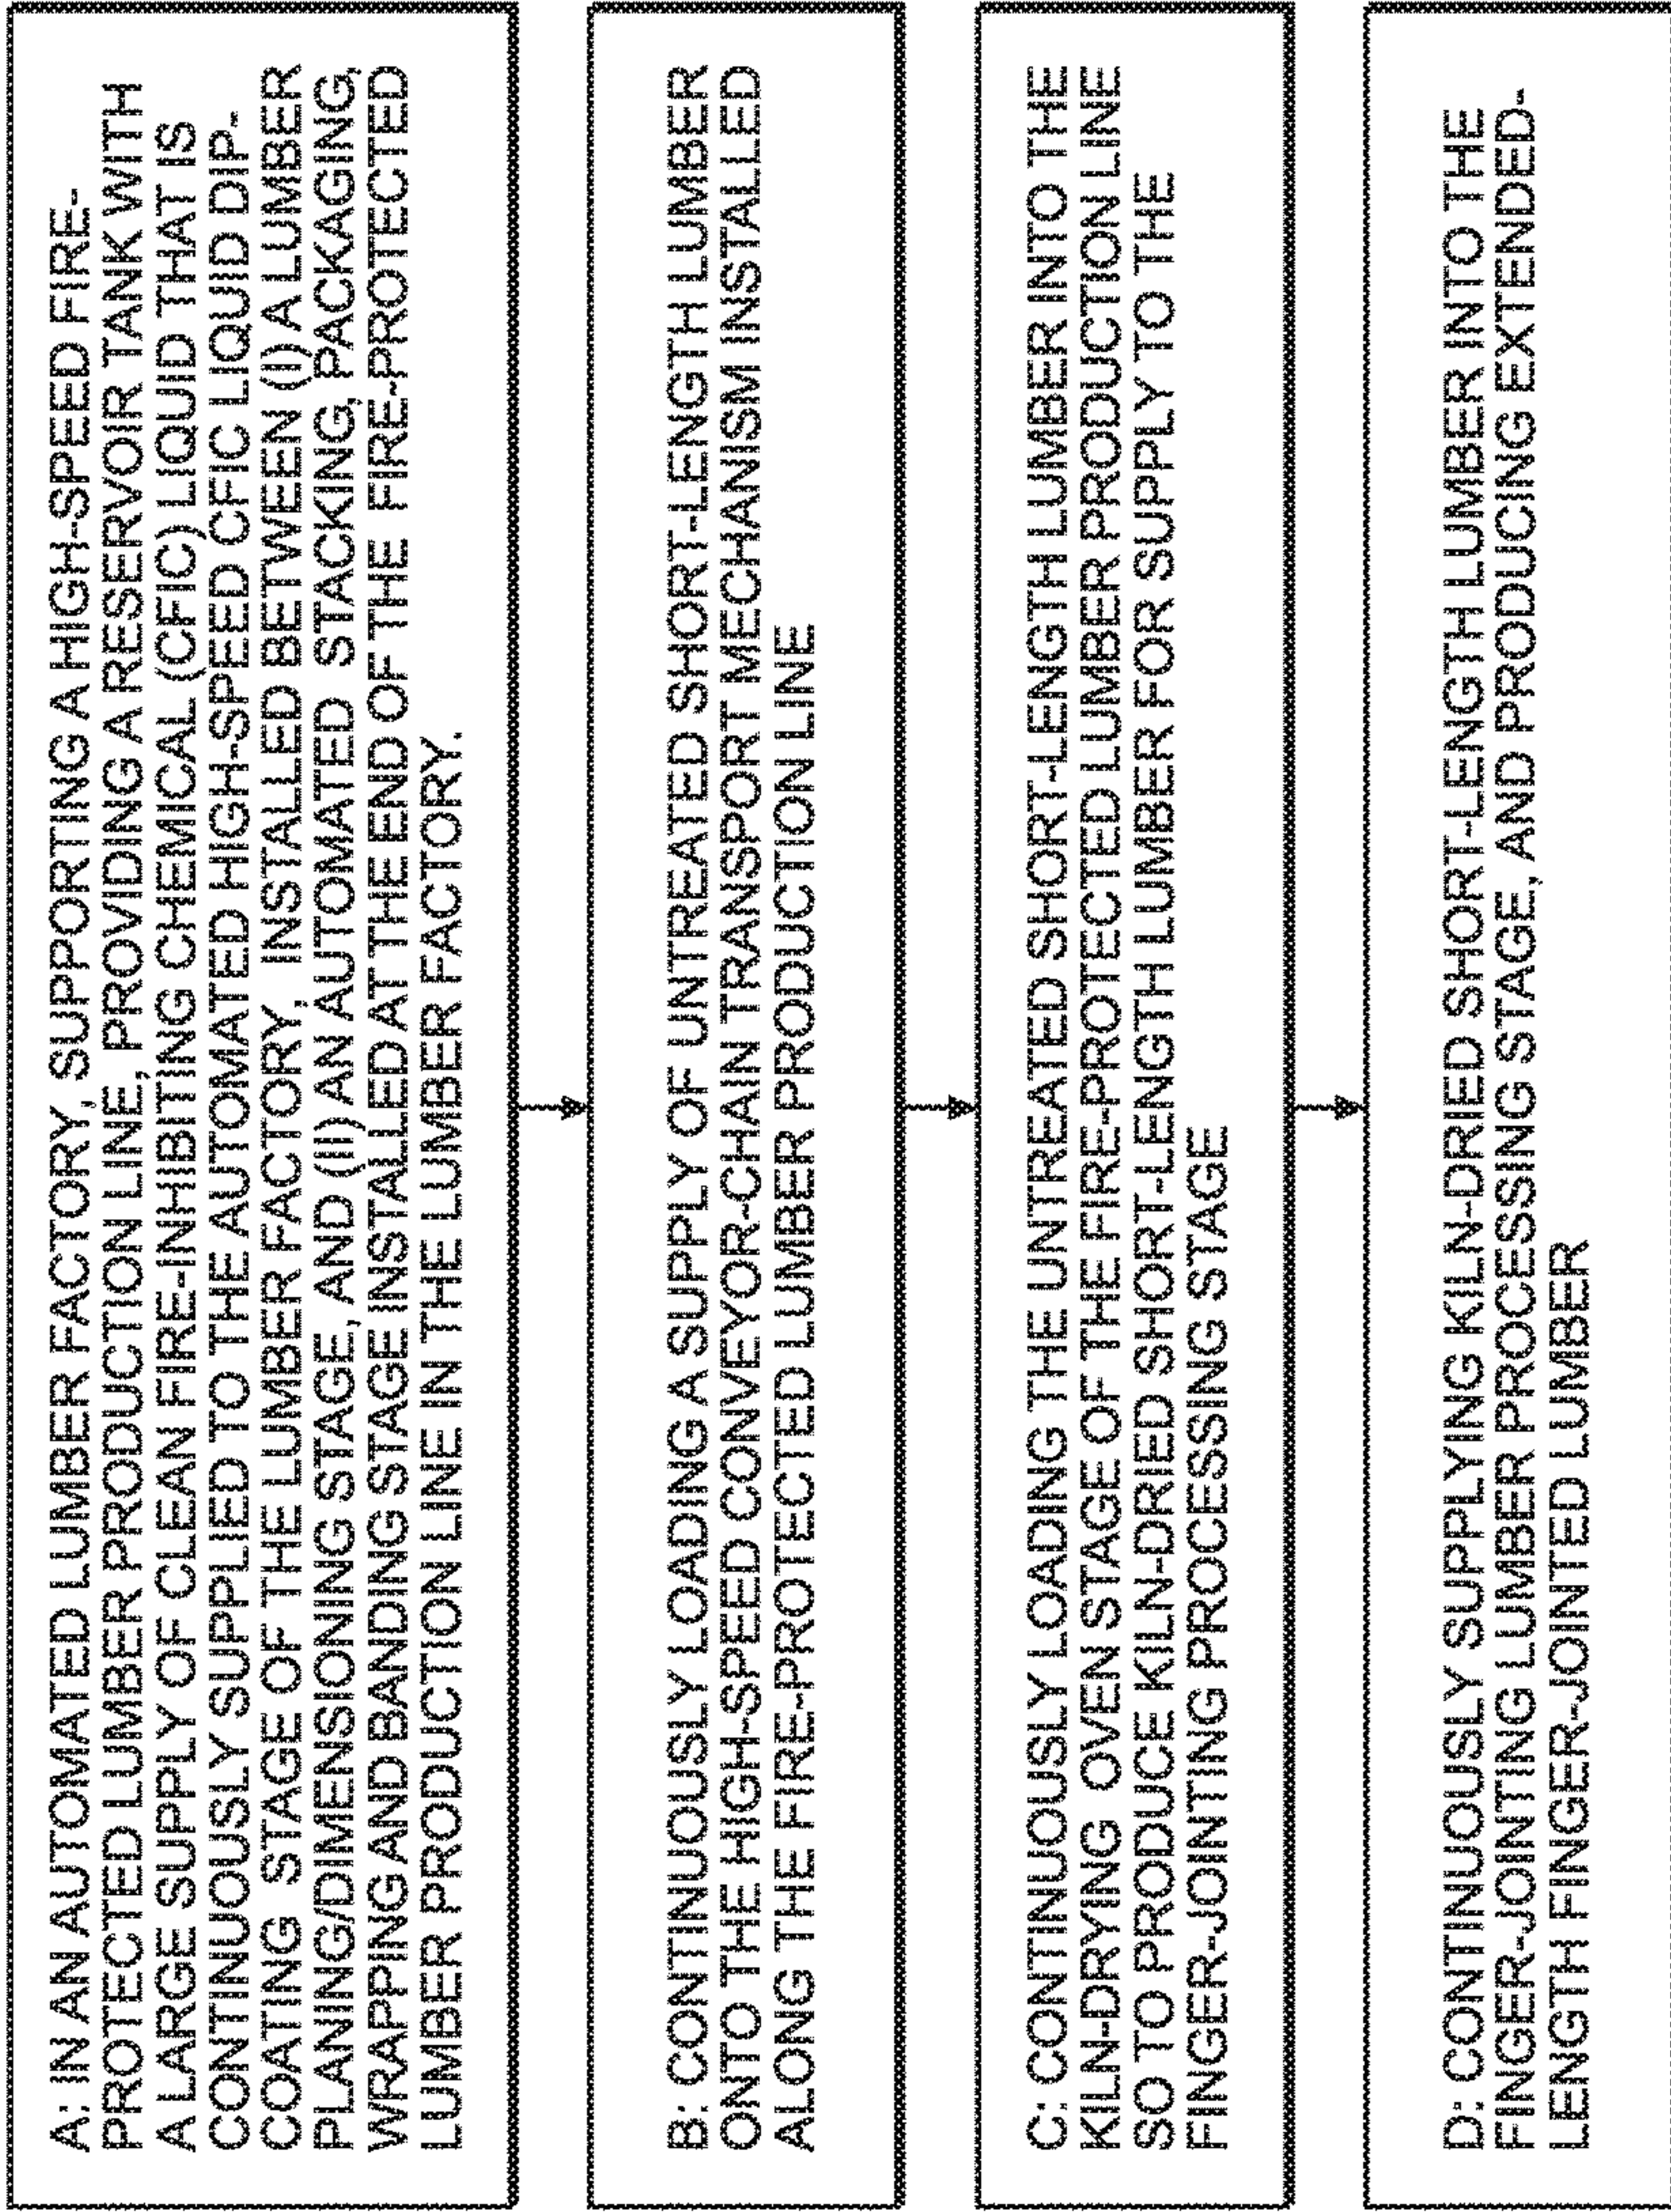 A: IN AN AUTOMATED LUMBER FACTORY, SUPPORTING A HIGH-SPEED FIRE-
PROTECTED LUMBER PRODUCTION LINE, PROVIDING A RESERVOIR TANK WITH
A LARGE SUPPLY OF CLEAN FIRE-INHIBITING CHEMICAL (CFIC) LIQUID THAT IS
CONTINUOUSLY SUPPLIED TO THE AUTOMATED HIGH-SPEED CFIC LIQUID DIP-
COATING STAGE OF THE LUMBER FACTORY, INSTALLED BETWEEN (I) A LUMBER
PLANING/DIMENSIONING STAGE, AND (II) AN AUTOMATED STACKING, PACKAGING,
WRAPPING AND BANDING STAGE INSTALLED AT THE END OF THE FIRE-PROTECTED
LUMBER PRODUCTION LINE IN THE LUMBER FACTORY.
B: CONTINUOUSLY LOADING A SUPPLY OF UNTREATED SHORT-LENGTH LUMBER
ONTO THE HIGH-SPEED CONVEYOR-CHAIN TRANSPORT MECHANISM INSTALLED
ALONG THE FIRE-PROTECTED LUMBER PRODUCTION LINE
C: CONTINUOUSLY LOADING THE UNTREATED SHORT-LENGTH LUMBER INTO THE
KILN-DRYING OVEN STAGE OF THE FIRE-PROTECTED LUMBER PRODUCTION LINE
SO TO PRODUCE KILN-DRIED SHORT-LENGTH LUMBER FOR SUPPLY TO THE
FINGER-JOINTING PROCESSING STAGE
D: CONTINUOUSLY SUPPLYING KILN-DRIED SHORT-LENGTH LUMBER INTO THE
FINGER-JOINTING LUMBER PROCESSING STAGE, AND PRODUCING EXTENDED-
LENGTH FINGER-JOINTED LUMBER